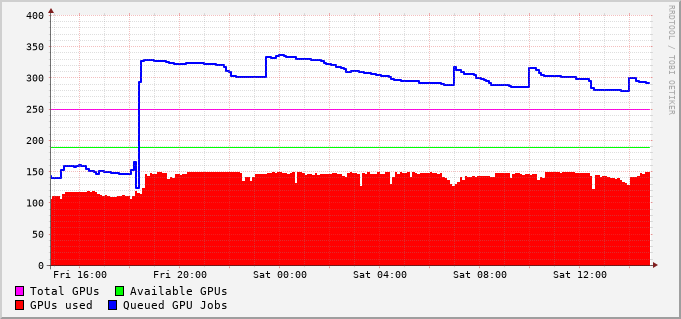 400
350
300
250
200
150
100
50
0
Fri 16:00 Fri 20:00 Sat 00:00 Sat 04:00 Sat 08:00 Sat 12:00
Total GPUs Available GPUs
GPUs used Queued GPU Jobs
RRDTOOL / TOBI OETIKER